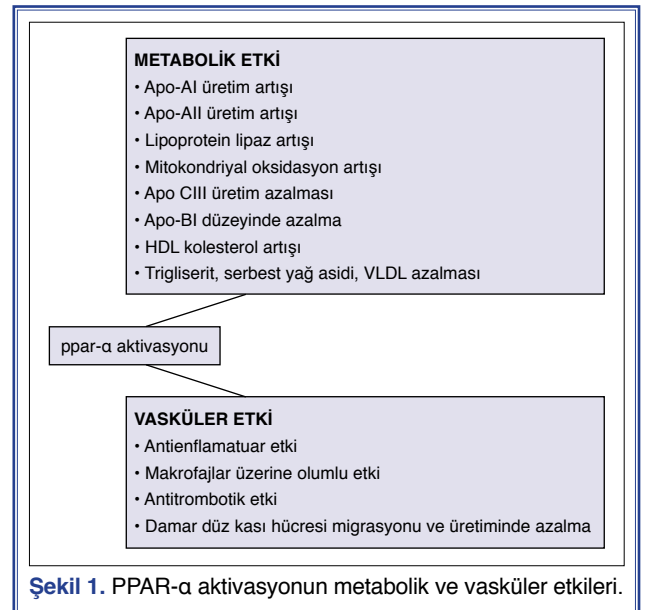 METABOLİK ETKİ
• Apo-AI üretim artışı
• Apo-AII üretim artışı
• Lipoprotein lipaz artışı
• Mitokondriyal oksidasyon artışı
• Apo CIII üretim azalması
• Apo-BI düzeyinde azalma
• HDL kolesterol artışı
• Trigliserit, serbest yağ asidi, VLDL azalması
ppar-α aktivasyonu
VASKÜLER ETKİ
• Antienflamatuar etki
• Makrofajlar üzerine olumlu etki
• Antitrombotik etki
• Damar düz kası hücresi migrasyonu ve üretiminde azalma
Şekil 1. PPAR-α aktivasyonun metabolik ve vasküler etkileri.